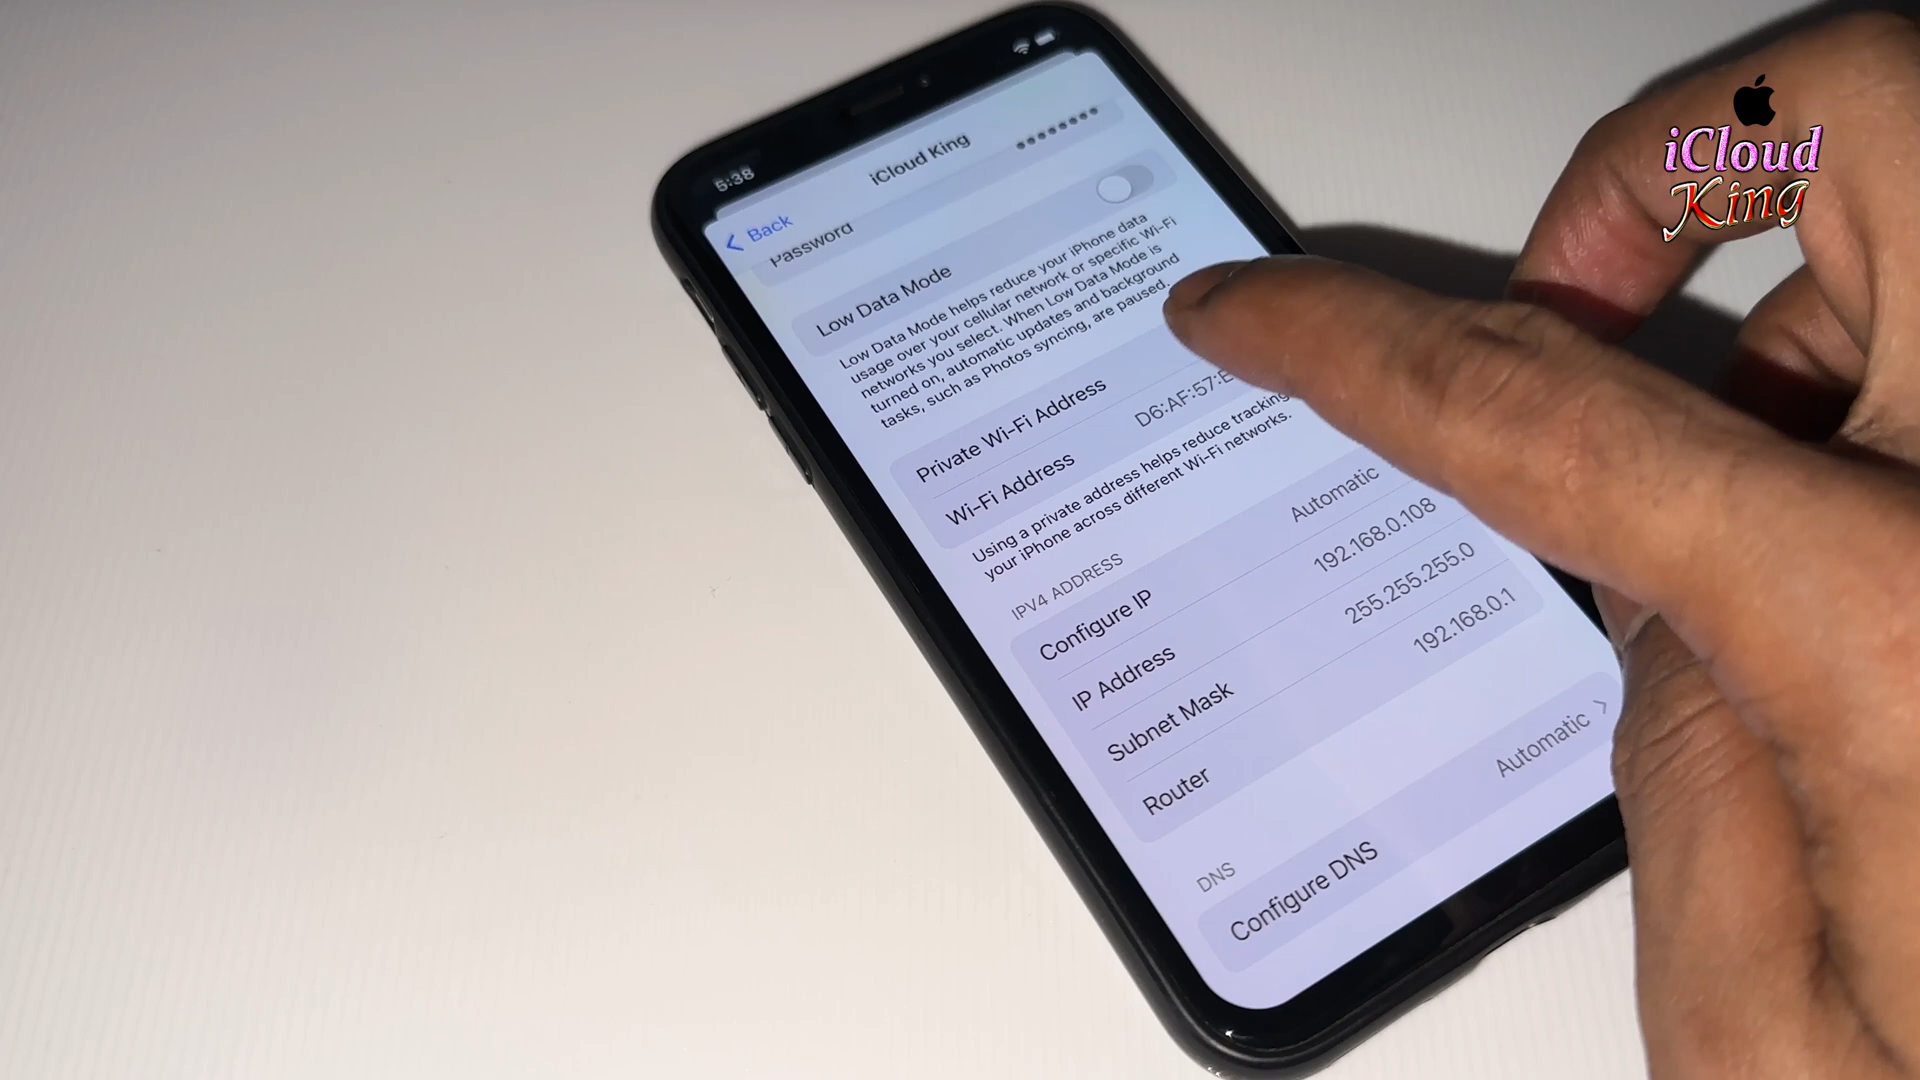 5:38
Back
iCloud King
Password ••••••••
Low Data Mode
Low Data Mode helps reduce your iPhone data
usage over your cellular network or specific Wi-Fi
networks you select. When Low Data Mode is
turned on, automatic updates and background
tasks, such as Photos syncing, are paused.
Private Wi-Fi Address
Wi-Fi Address D6:AF:57:
Using a private address helps reduce tracking
your iPhone across different Wi-Fi networks.
IPV4 ADDRESS
Configure IP Automatic
IP Address 192.168.0.108
Subnet Mask 255.255.255.0
Router 192.168.0.1
DNS
Configure DNS Automatic
iCloud
King